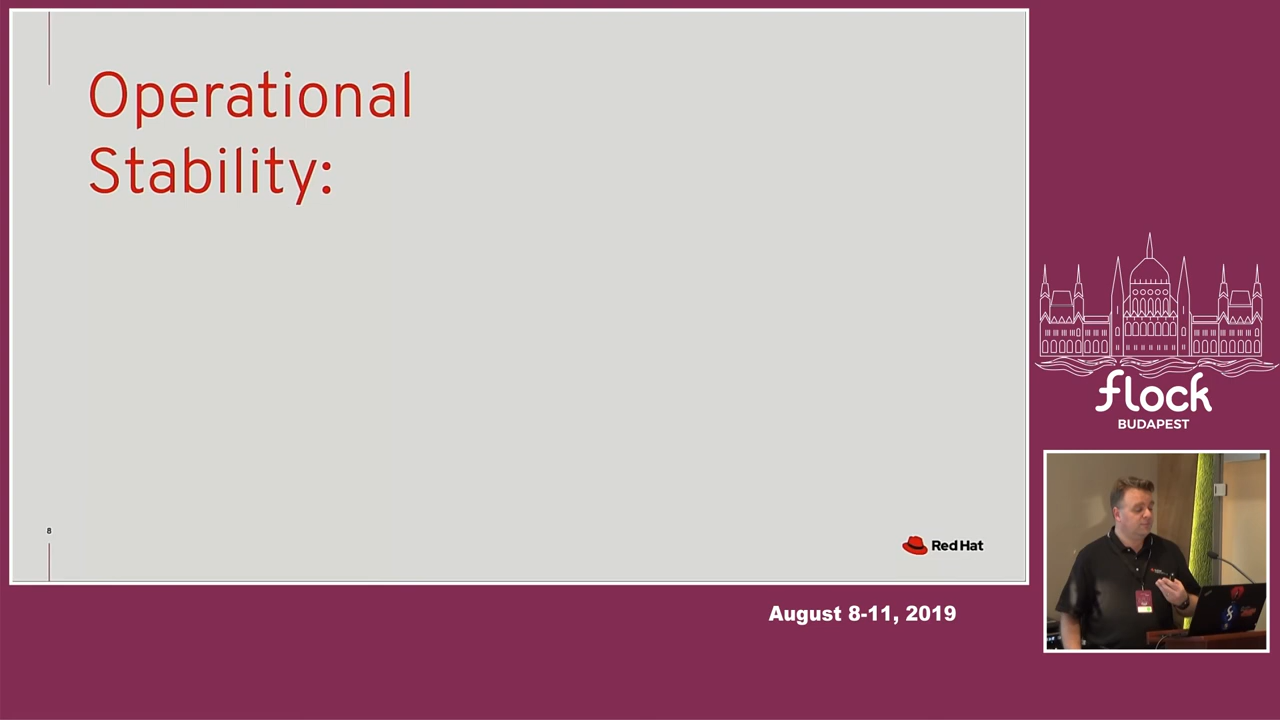 Operational
Stability:
8
Red Hat
flock
BUDAPEST
August 8-11, 2019